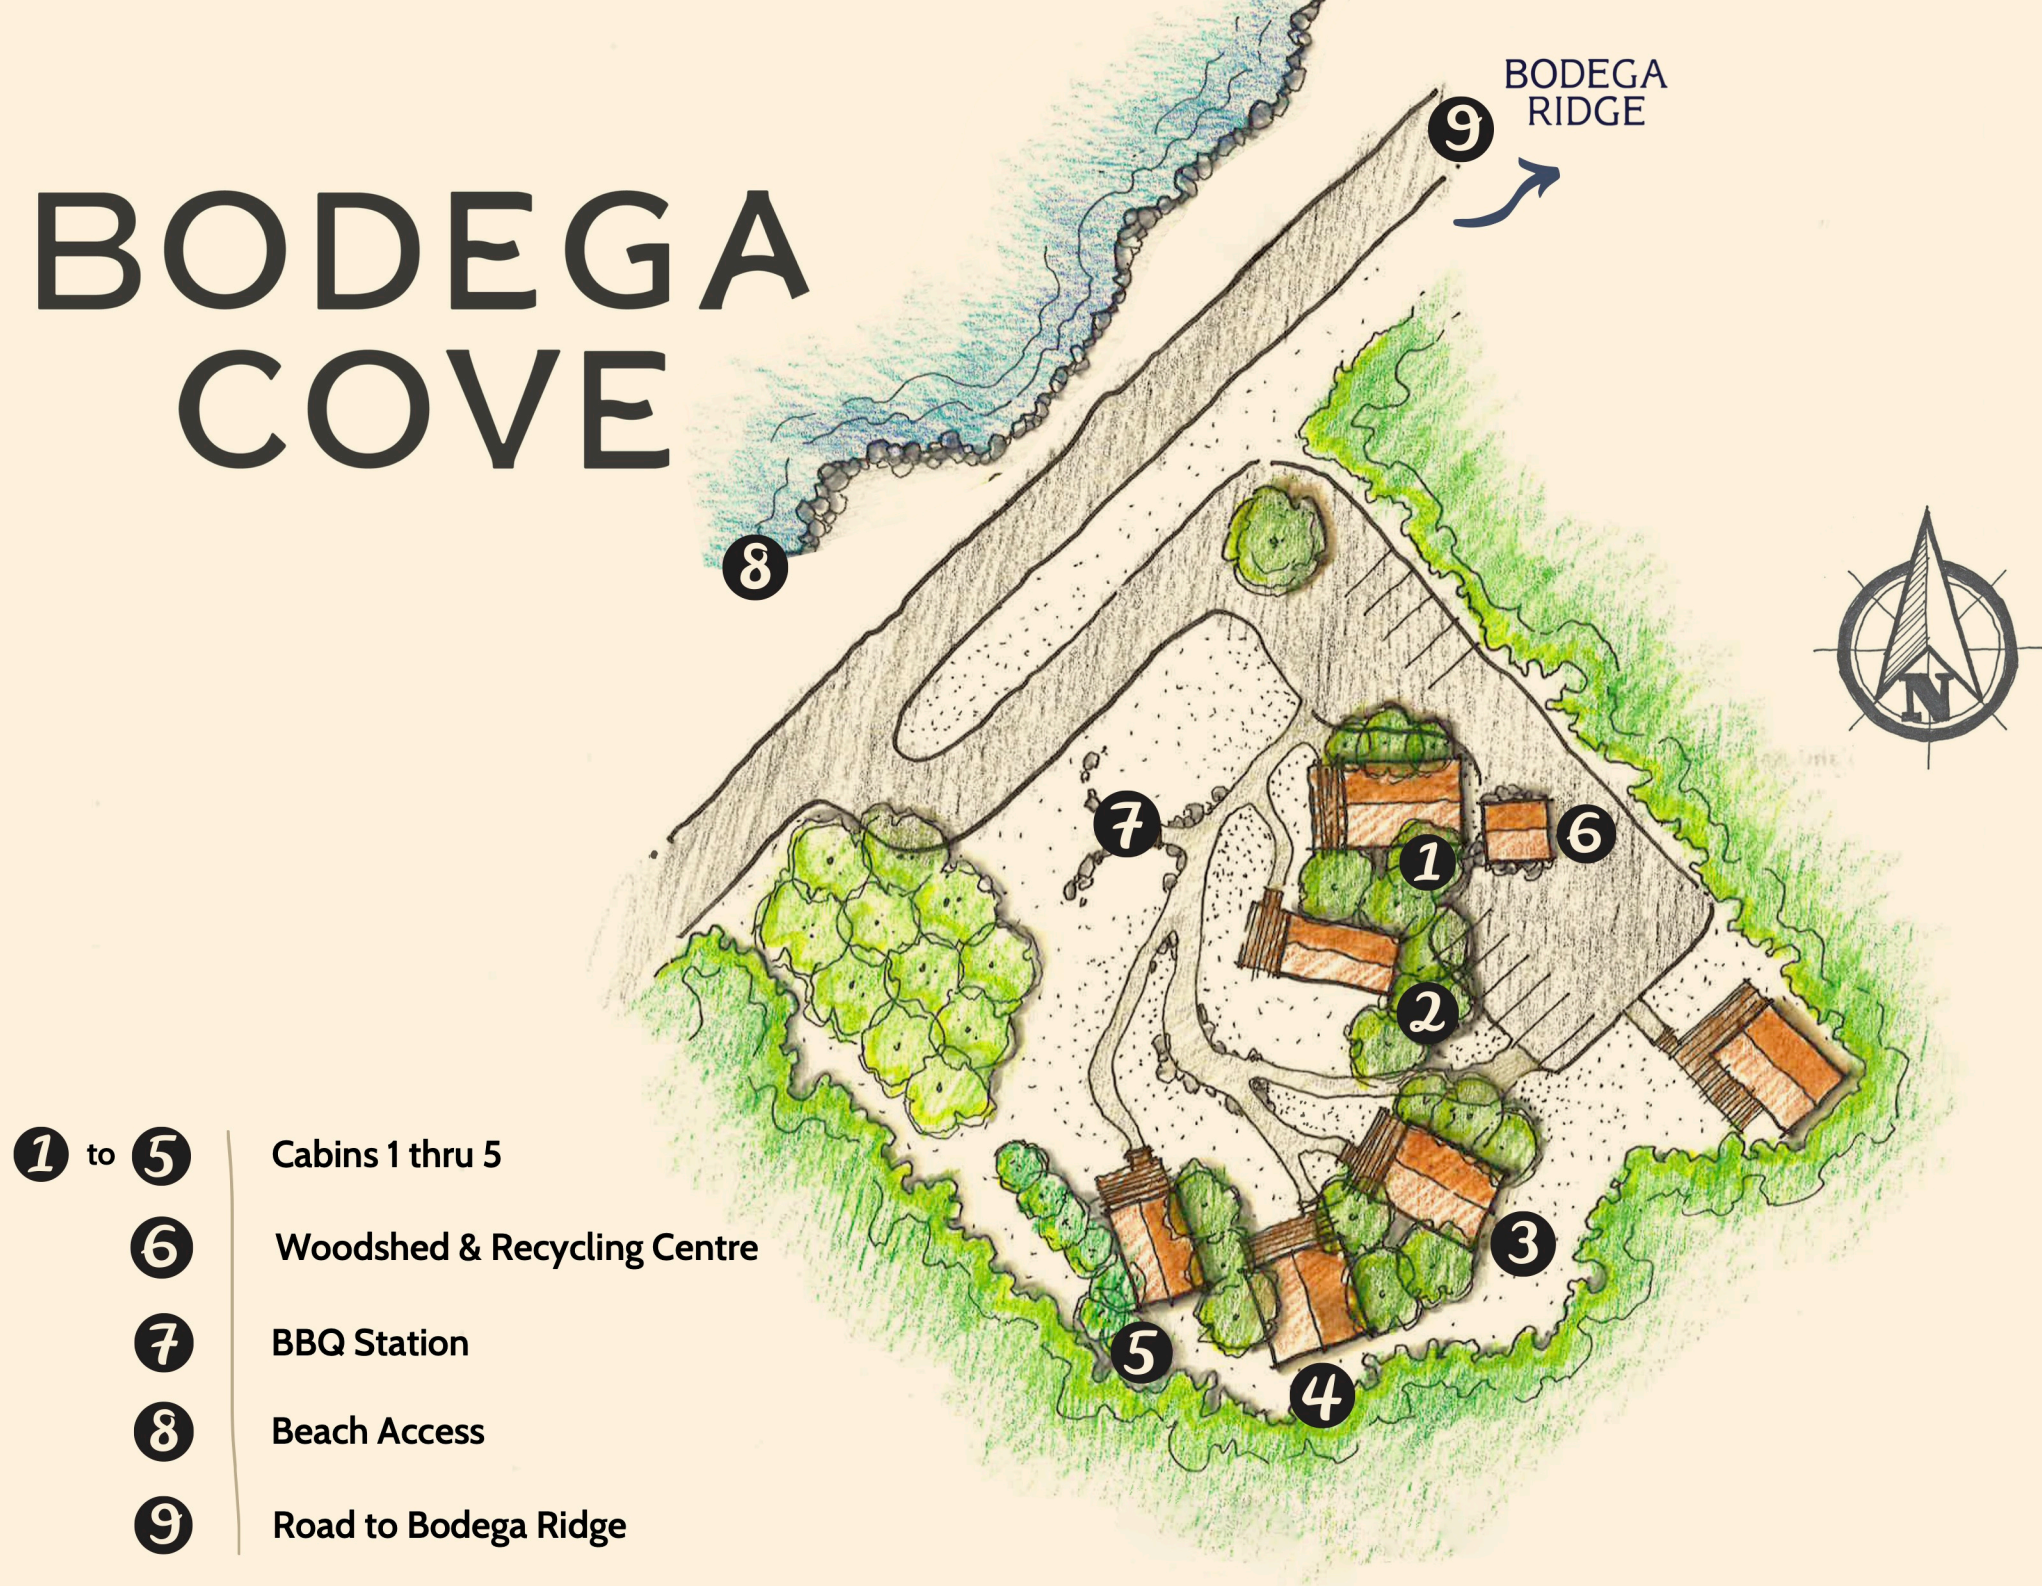 BODEGA
COVE
BODEGA
RIDGE
9
8
7
6
1
2
3
4
5
N
1 to 5 Cabins 1 thru 5
6 Woodshed & Recycling Centre
7 BBQ Station
8 Beach Access
9 Road to Bodega Ridge